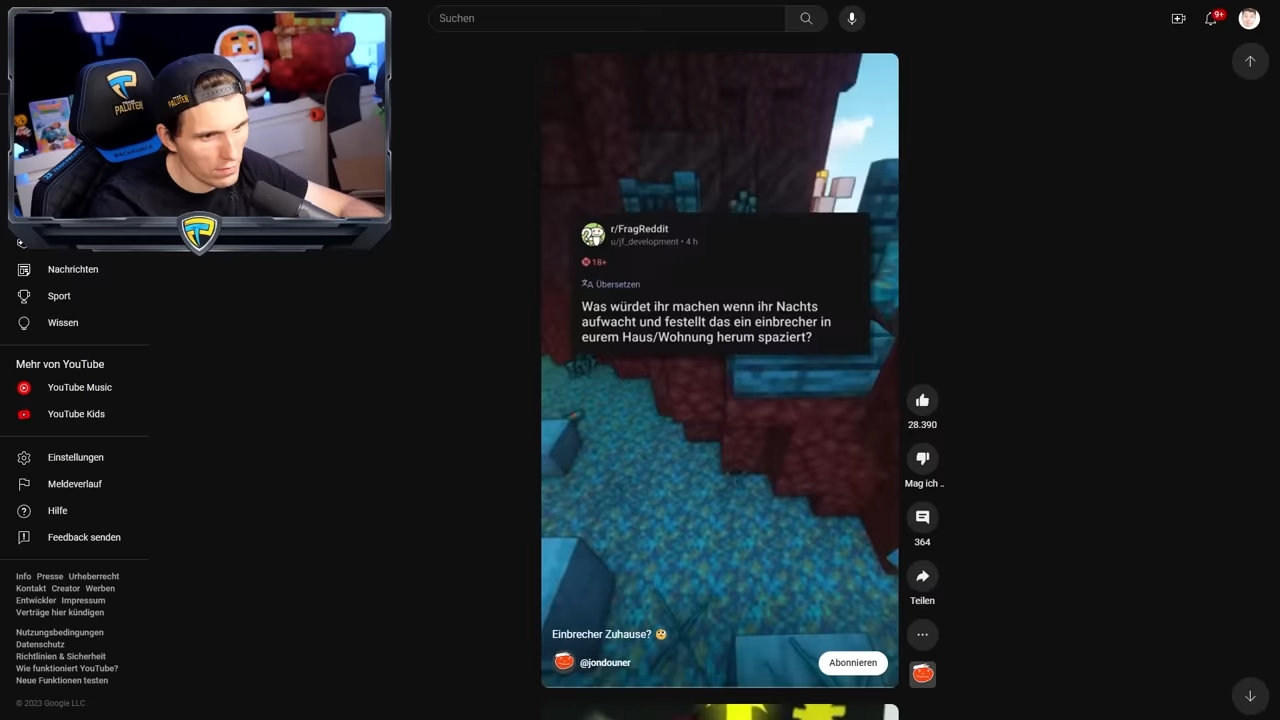 Suchen
9+
PALUTEN
PALUTEN
BACKFORCE
Nachrichten
Sport
Wissen
Mehr von YouTube
YouTube Music
YouTube Kids
Einstellungen
Meldeverlauf
Hilfe
Feedback senden
Info Presse Urheberrecht
Kontakt Creator Werben
Entwickler Impressum
Verträge hier kündigen
Nutzungsbedingungen
Datenschutz
Richtlinien & Sicherheit
Wie funktioniert YouTube?
Neue Funktionen testen
© 2023 Google LLC
r/FragReddit
u/jf_development • 4 h
18+
Übersetzen
Was würdet ihr machen wenn ihr Nachts
aufwacht und festellt das ein einbrecher in
eurem Haus/Wohnung herum spaziert?
Einbrecher Zuhause?
@jondouner
Abonnieren
28.390
Mag ich ..
364
Teilen